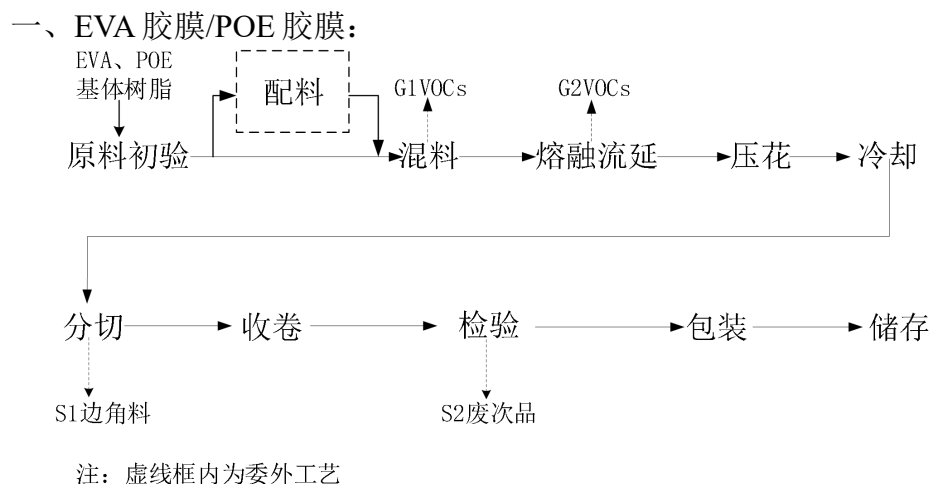 一、EVA 胶膜/POE 胶膜：
EVA、POE
基体树脂
配料
G1VOCs
G2VOCs
原料初验
混料
熔融流延
压花
冷却
分切
收卷
检验
包装
储存
S1边角料
S2废次品
注：虚线框内为委外工艺